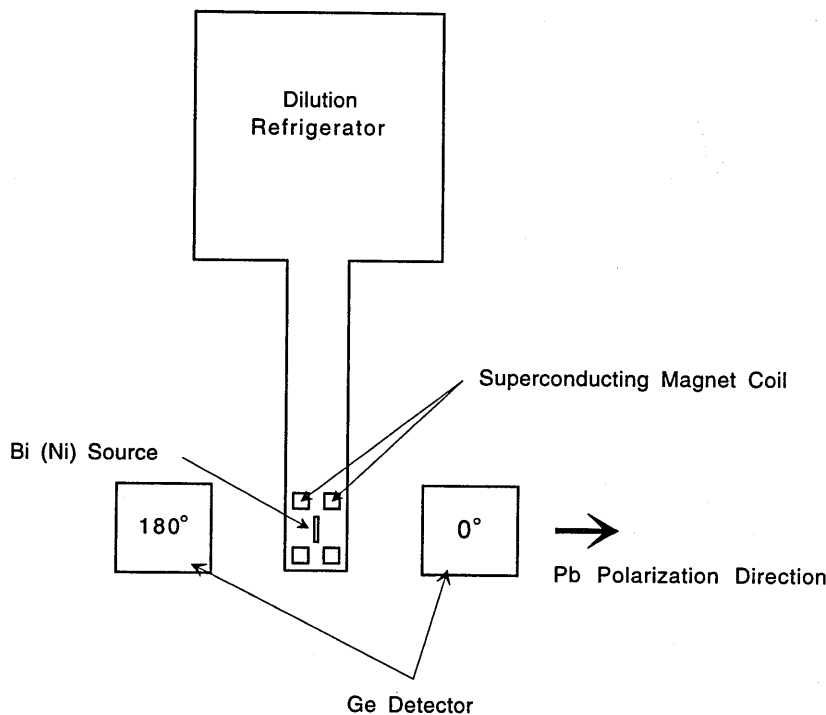 Dilution
Refrigerator
Superconducting Magnet Coil
Bi (Ni) Source
180°
0°
Pb Polarization Direction
Ge Detector